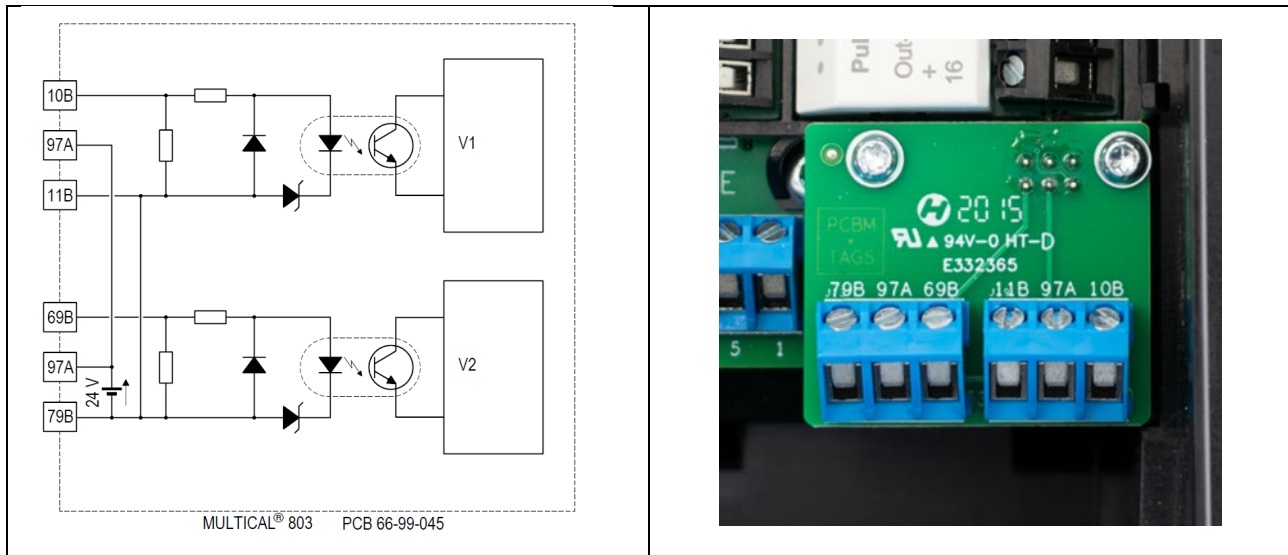 10B
97A
11B
V1
69B
97A
24 V
79B
V2
MULTICAL® 803 PCB 66-99-045
Pul
Out-
+
16
E
2015
PCBM
TAGS
94V-0 HT-D
E332365
79B 97A 69B 11B 97A 10B
5 1